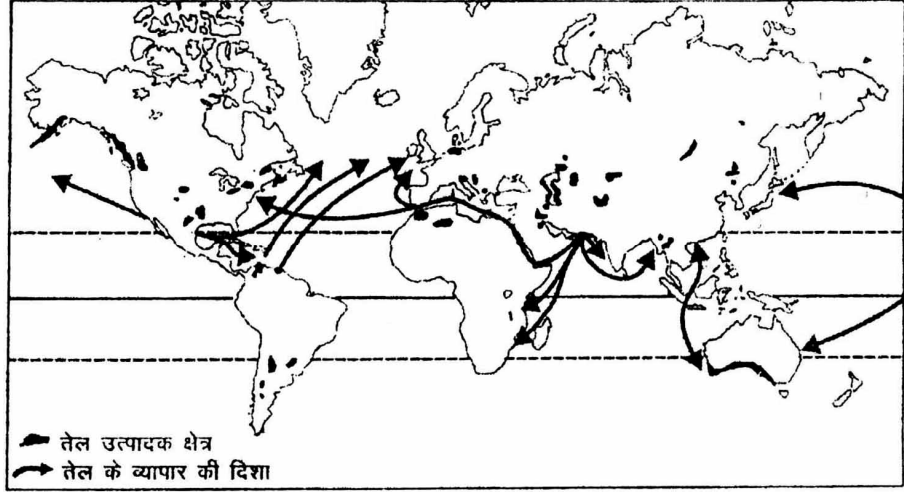 तेल उत्पादक क्षेत्र
तेल के व्यापार की दिशा